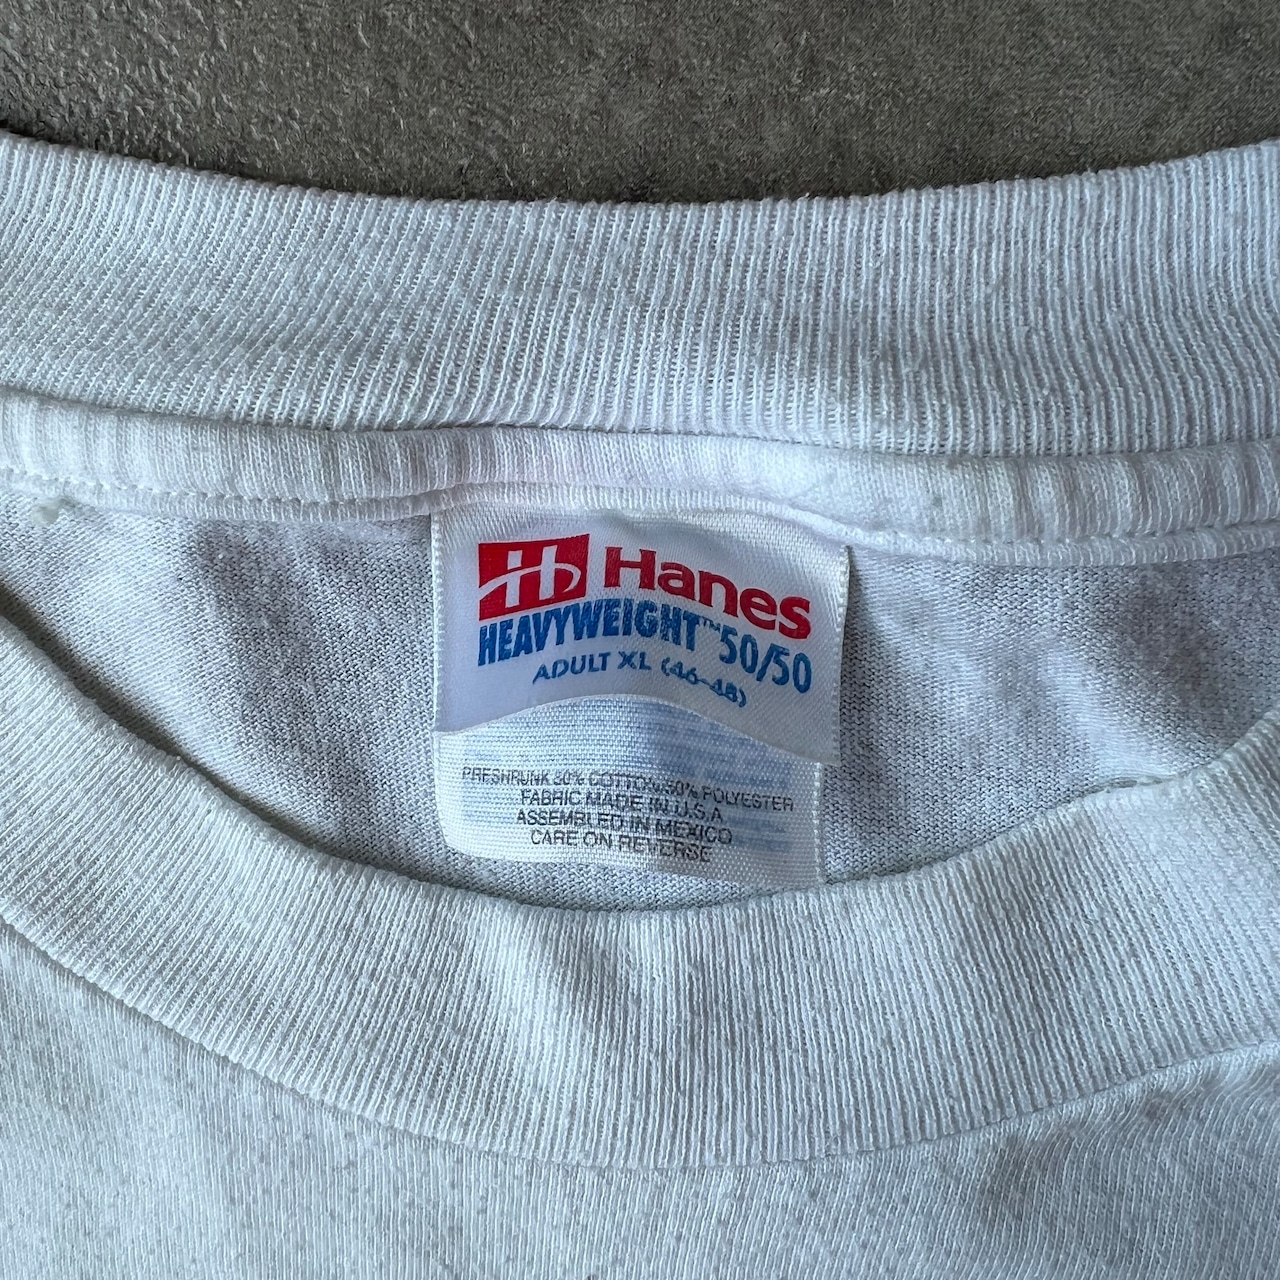 Hanes
HEAVYWEIGHT™ 50/50
ADULT XL (46-48)
PRESHRUNK 50% COTTON 50% POLYESTER
FABRIC MADE IN U.S.A
ASSEMBLED IN MEXICO
CARE ON REVERSE